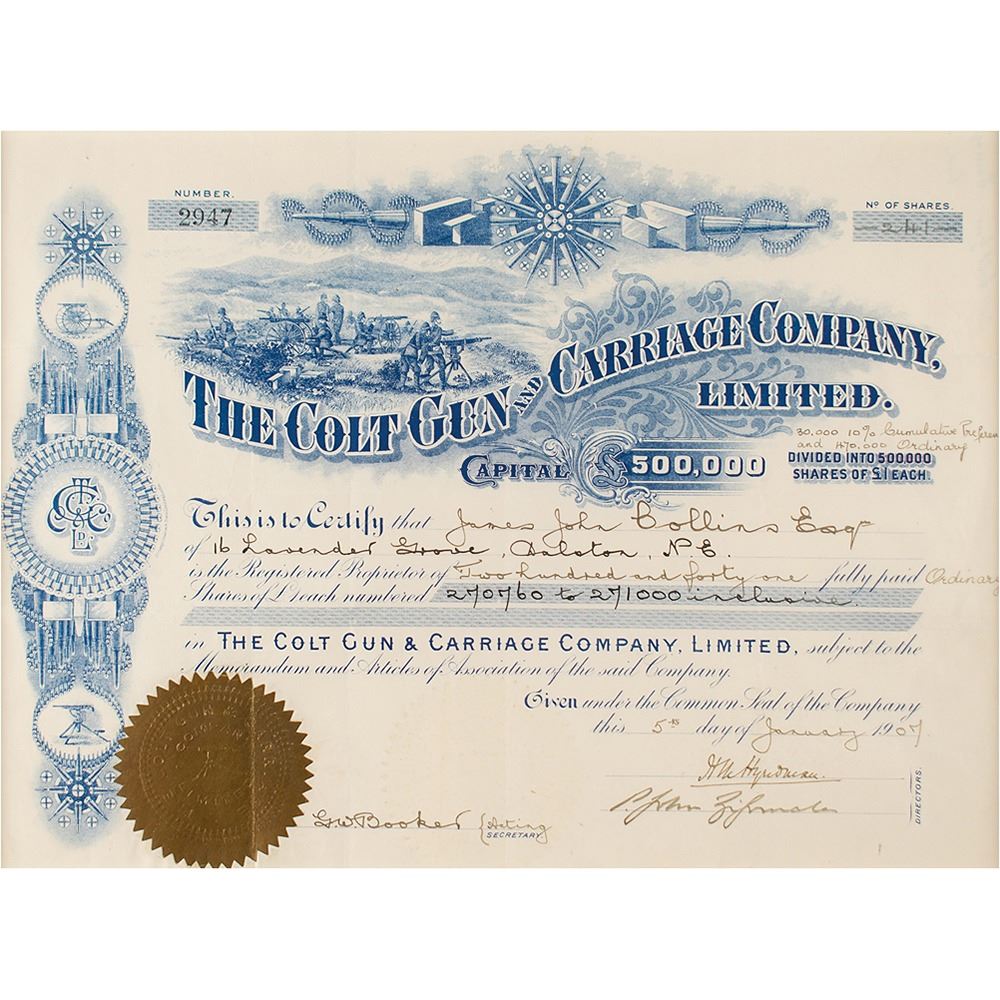 NUMBER.
2947
Nº OF SHARES.
241
THE COLT GUN AND CARRIAGE COMPANY,
LIMITED.
30,000 10% Cumulative Preferen
and 470,000 Ordinary
CAPITAL £500,000
DIVIDED INTO 500,000
SHARES OF £1 EACH.
This is to Certify that James John Collins Esqre
of 16 Lavender Grove, Dalston, N.E.
is the Registered Proprietor of Two hundred and forty one fully paid Ordinary
Shares of £1 each numbered 270760 to 271000 inclusive.
in THE COLT GUN & CARRIAGE COMPANY, LIMITED, subject to the
Memorandum and Articles of Association of the said Company.
Given under the Common Seal of the Company
this 5th day of January 1907
DIRECTORS.
G W Booker {Acting
SECRETARY.